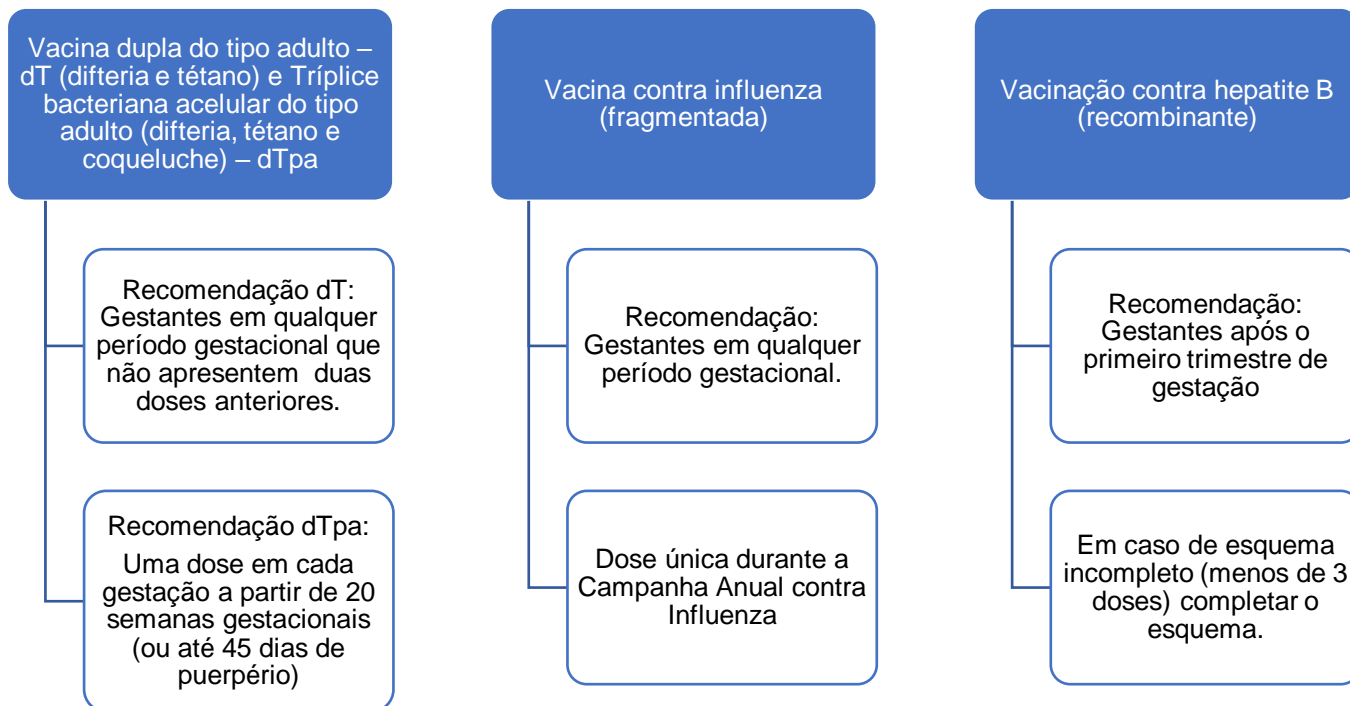 Vacina dupla do tipo adulto –
dT (difteria e tétano) e Tríplice
bacteriana acelular do tipo
adulto (difteria, tétano e
coqueluche) – dTpa
Recomendação dT:
Gestantes em qualquer
período gestacional que
não apresentem  duas
doses anteriores.
Recomendação dTpa:
Uma dose em cada
gestação a partir de 20
semanas gestacionais
(ou até 45 dias de
puerpério)
Vacina contra influenza
(fragmentada)
Recomendação:
Gestantes em qualquer
período gestacional.
Dose única durante a
Campanha Anual contra
Influenza
Vacinação contra hepatite B
(recombinante)
Recomendação:
Gestantes após o
primeiro trimestre de
gestação
Em caso de esquema
incompleto (menos de 3
doses) completar o
esquema.